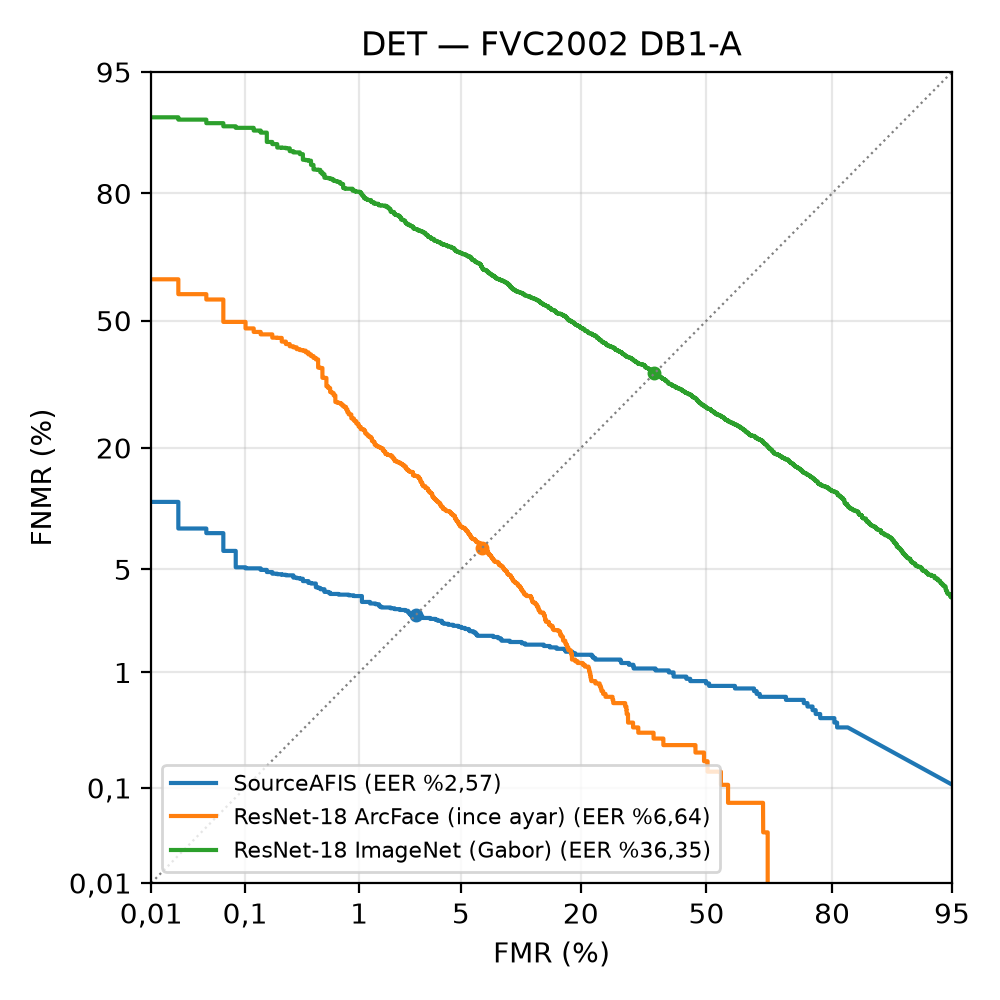 DET — FVC2002 DB1-A
95
80
50
20
5
1
0,1
0,01
FNMR (%)
SourceAFIS (EER %2,57)
ResNet-18 ArcFace (ince ayar) (EER %6,64)
ResNet-18 ImageNet (Gabor) (EER %36,35)
0,01 0,1 1 5 20 50 80 95
FMR (%)